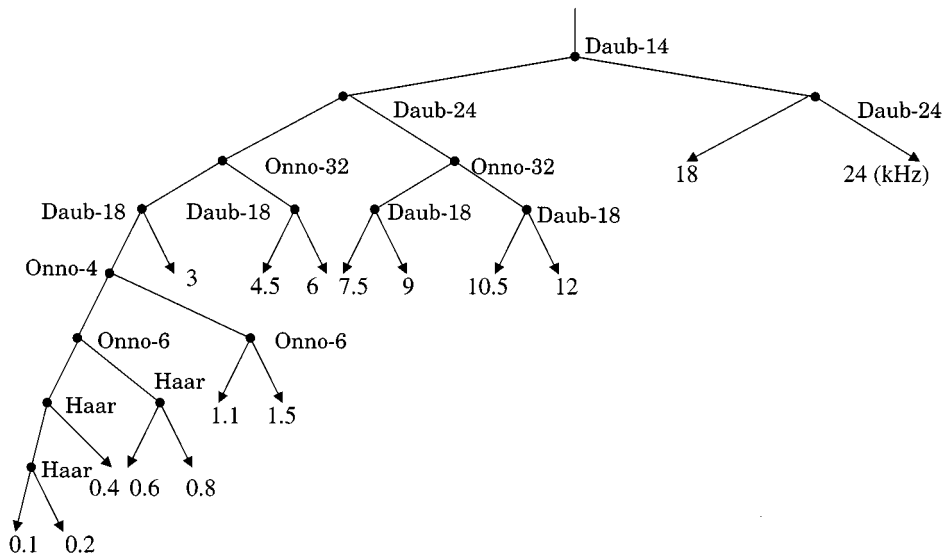 Daub-14
Daub-24
Daub-24
Onno-32
Onno-32
18
24 (kHz)
Daub-18
Daub-18
Daub-18
Daub-18
Onno-4
3
4.5
6
7.5
9
10.5
12
Onno-6
Onno-6
Haar
Haar
1.1
1.5
Haar
0.4
0.6
0.8
0.1
0.2